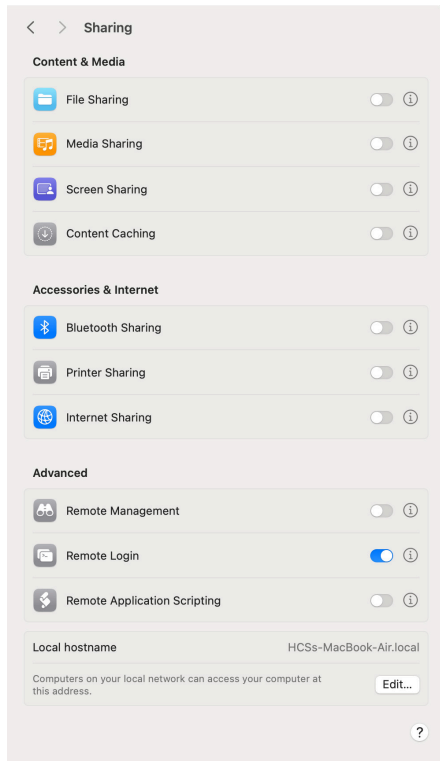 Sharing
Content & Media
File Sharing
Media Sharing
Screen Sharing
Content Caching
Accessories & Internet
Bluetooth Sharing
Printer Sharing
Internet Sharing
Advanced
Remote Management
Remote Login
Remote Application Scripting
Local hostname HCSs-MacBook-Air.local
Computers on your local network can access your computer at
this address.
Edit...
?